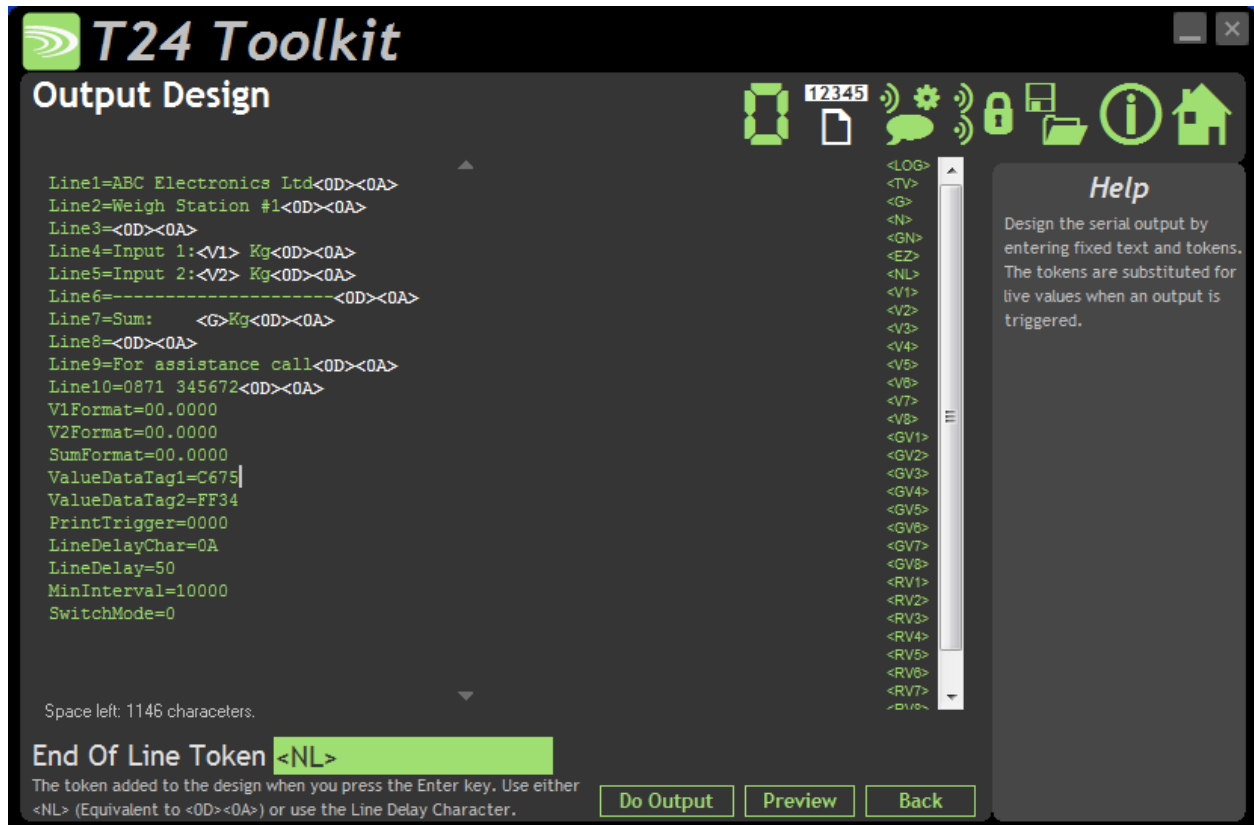 T24 Toolkit
Output Design
12345
Line1=ABC Electronics Ltd<0D><0A>
Line2=Weigh Station #1<0D><0A>
Line3=<0D><0A>
Line4=Input 1:<V1> Kg<0D><0A>
Line5=Input 2:<V2> Kg<0D><0A>
Line6=----------------------<0D><0A>
Line7=Sum:    <G>Kg<0D><0A>
Line8=<0D><0A>
Line9=For assistance call<0D><0A>
Line10=0871 345672<0D><0A>
V1Format=00.0000
V2Format=00.0000
SumFormat=00.0000
ValueDataTag1=C675
ValueDataTag2=FF34
PrintTrigger=0000
LineDelayChar=0A
LineDelay=50
MinInterval=10000
SwitchMode=0
Space left: 1146 characeters.
<LOG>
<TV>
<G>
<N>
<GN>
<EZ>
<NL>
<V1>
<V2>
<V3>
<V4>
<V5>
<V6>
<V7>
<V8>
<GV1>
<GV2>
<GV3>
<GV4>
<GV5>
<GV6>
<GV7>
<GV8>
<RV1>
<RV2>
<RV3>
<RV4>
<RV5>
<RV6>
<RV7>
<RV8>
Help
Design the serial output by
entering fixed text and tokens.
The tokens are substituted for
live values when an output is
triggered.
End Of Line Token <NL>
The token added to the design when you press the Enter key. Use either
<NL> (Equivalent to <0D><0A>) or use the Line Delay Character.
Do Output
Preview
Back